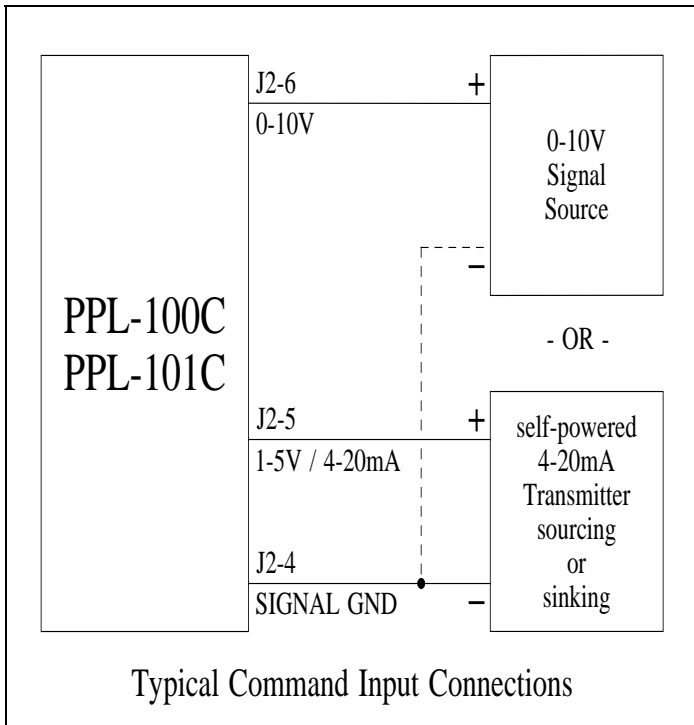 J2-6
+
0-10V
0-10V
Signal
Source
−
PPL-100C
PPL-101C
- OR -
J2-5
+
1-5V / 4-20mA
self-powered
4-20mA
Transmitter
sourcing
or
sinking
J2-4
SIGNAL GND
−
Typical Command Input Connections